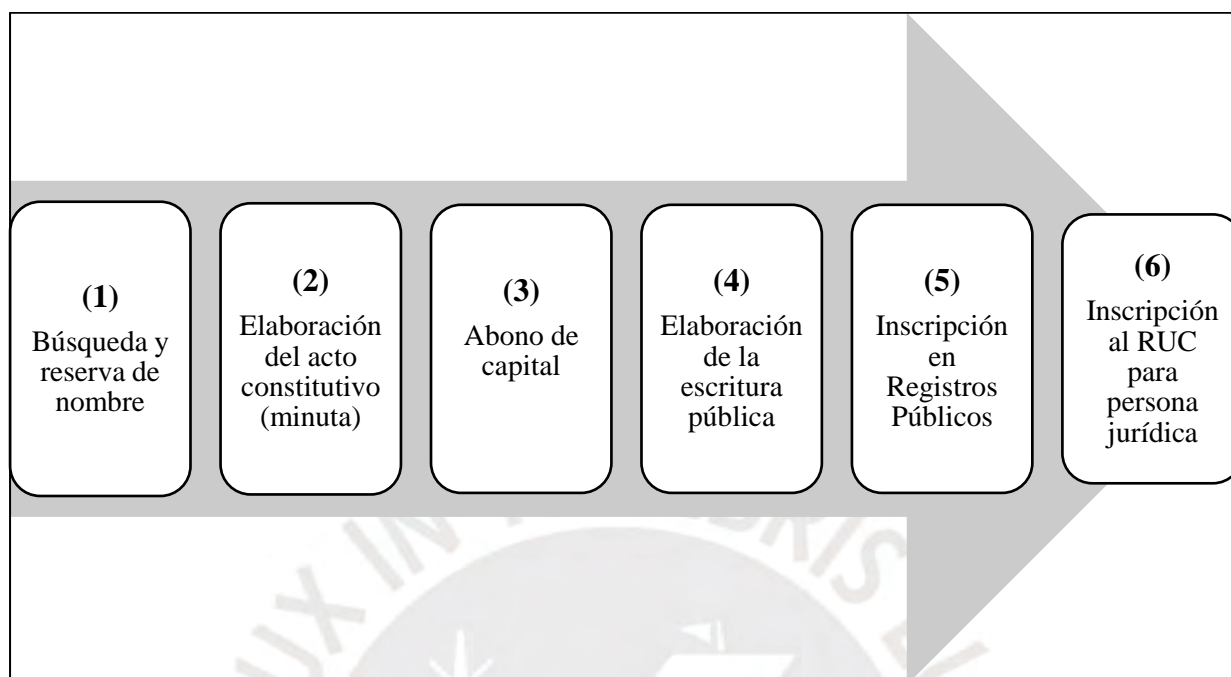 (1)
Búsqueda y
reserva de
nombre
(2)
Elaboración
del acto
constitutivo
(minuta)
(3)
Abono de
capital
(4)
Elaboración
de la
escritura
pública
(5)
Inscripción
en
Registros
Públicos
(6)
Inscripción
al RUC
para
persona
jurídica